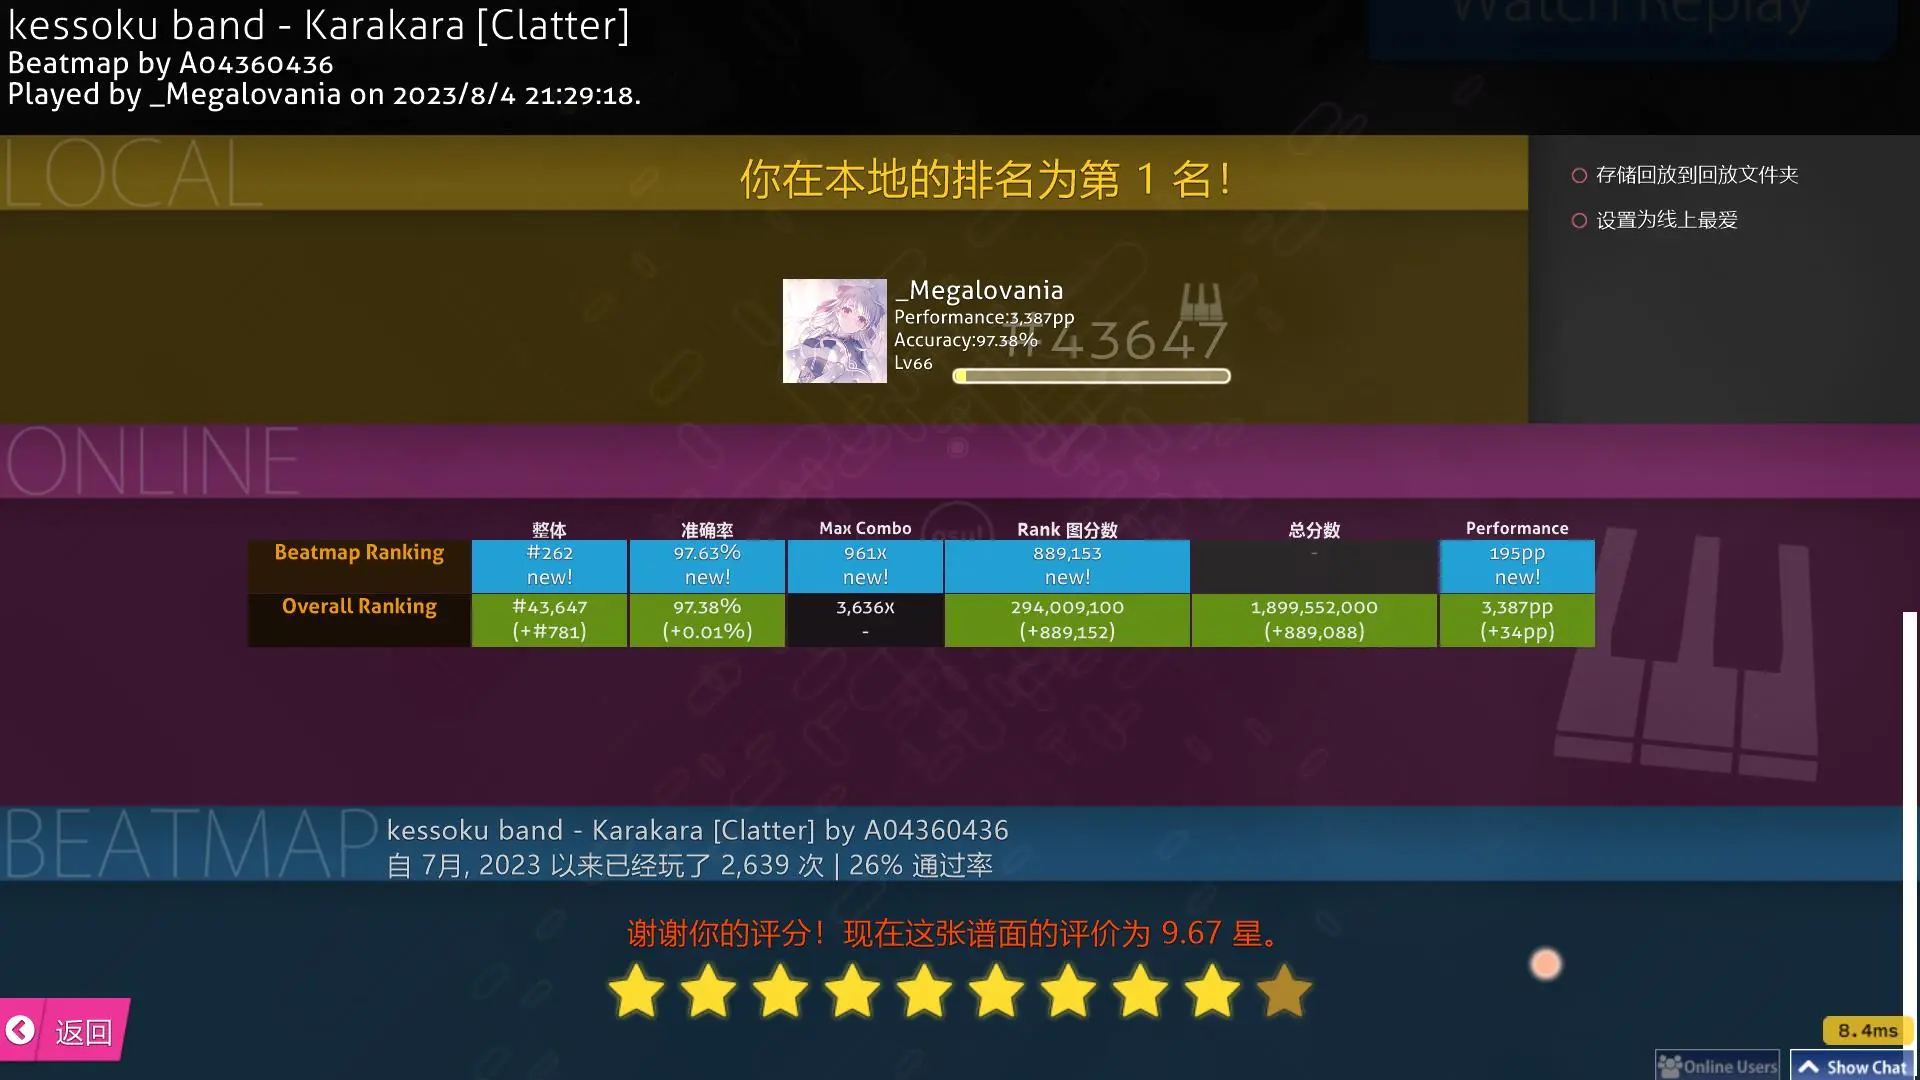 kessoku band - Karakara [Clatter]
Beatmap by A04360436
Played by _Megalovania on 2023/8/4 21:29:18.
Watch Replay
LOCAL
你在本地的排名为第 1 名!
存储回放到回放文件夹
设置为线上最爱
_Megalovania
Performance:3,387pp
#43647
Accuracy:97.38%
Lv66
ONLINE
osu!
整体 准确率 Max Combo Rank 图分数 总分数 Performance
Beatmap Ranking #262 97.63% 961x 889,153 - 195pp
new! new! new! new! new!
Overall Ranking #43,647 97.38% 3,636x 294,009,100 1,899,552,000 3,387pp
(+#781) (+0.01%) - (+889,152) (+889,088) (+34pp)
BEATMAP
kessoku band - Karakara [Clatter] by A04360436
自 7月, 2023 以来已经玩了 2,639 次 | 26% 通过率
谢谢你的评分! 现在这张谱面的评价为 9.67 星。
返回
8.4ms
Online Users
Show Chat